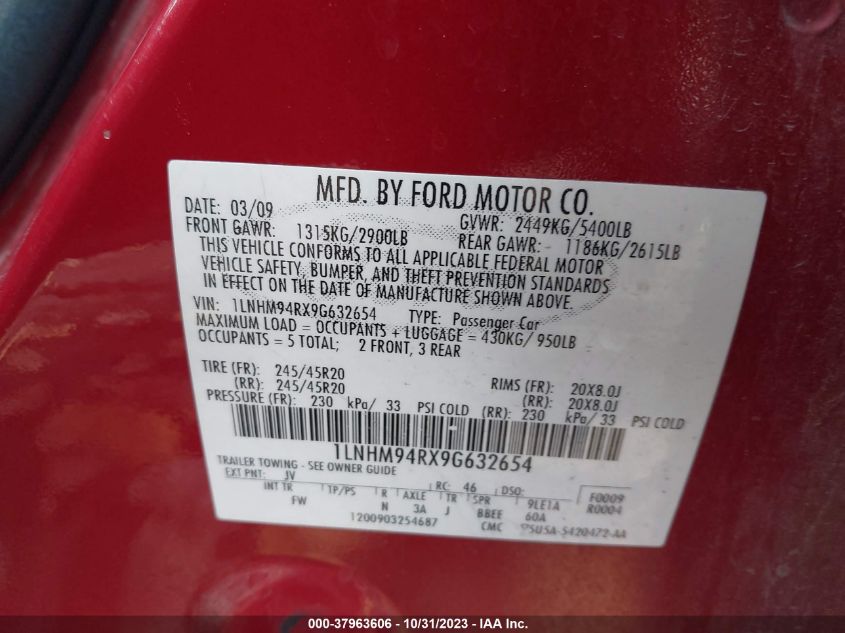 MFD. BY FORD MOTOR CO.
DATE: 03/09 GVWR: 2449KG/5400LB
FRONT GAWR: 1315KG/2900LB REAR GAWR: 1186KG/2615LB
THIS VEHICLE CONFORMS TO ALL APPLICABLE FEDERAL MOTOR
VEHICLE SAFETY, BUMPER, AND THEFT PREVENTION STANDARDS
IN EFFECT ON THE DATE OF MANUFACTURE SHOWN ABOVE.
VIN: 1LNHM94RX9G632654 TYPE: Passenger Car
MAXIMUM LOAD = OCCUPANTS + LUGGAGE = 430KG/950LB
OCCUPANTS = 5 TOTAL; 2 FRONT, 3 REAR
TIRE (FR): 245/45R20 RIMS (FR): 20X8.0J
(RR): 245/45R20 (RR): 20X8.0J
PRESSURE (FR): 230 kPa/ 33 PSI COLD (RR): 230 kPa/33 PSI COLD
1LNHM94RX9G632654
TRAILER TOWING - SEE OWNER GUIDE
EXT PNT: JV RC: 46 DSO: F0009
INT TR TP/PS R AXLE TR SPR 9LE1A R0004
FW N 3A J BBEE 60A
1200903254687 CMC 5U5A-5420472-AA
000-37963606 - 10/31/2023 - IAA Inc.